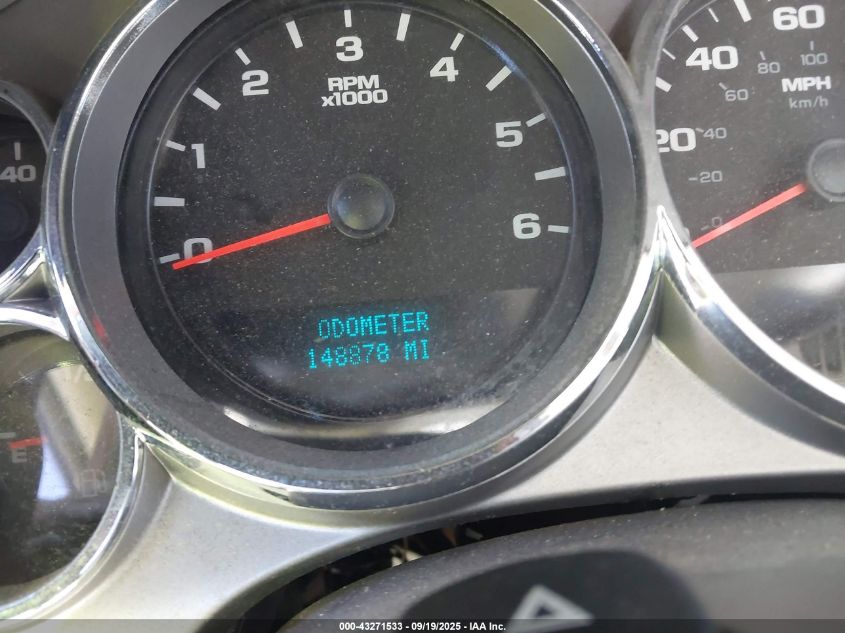 0 1 2 3 4 5 6
RPM
x1000
ODOMETER
148878 MI
40
20 40 60
MPH
km/h
0 20 40 60 80 100
E
000-43271533 - 09/19/2025 - IAA Inc.